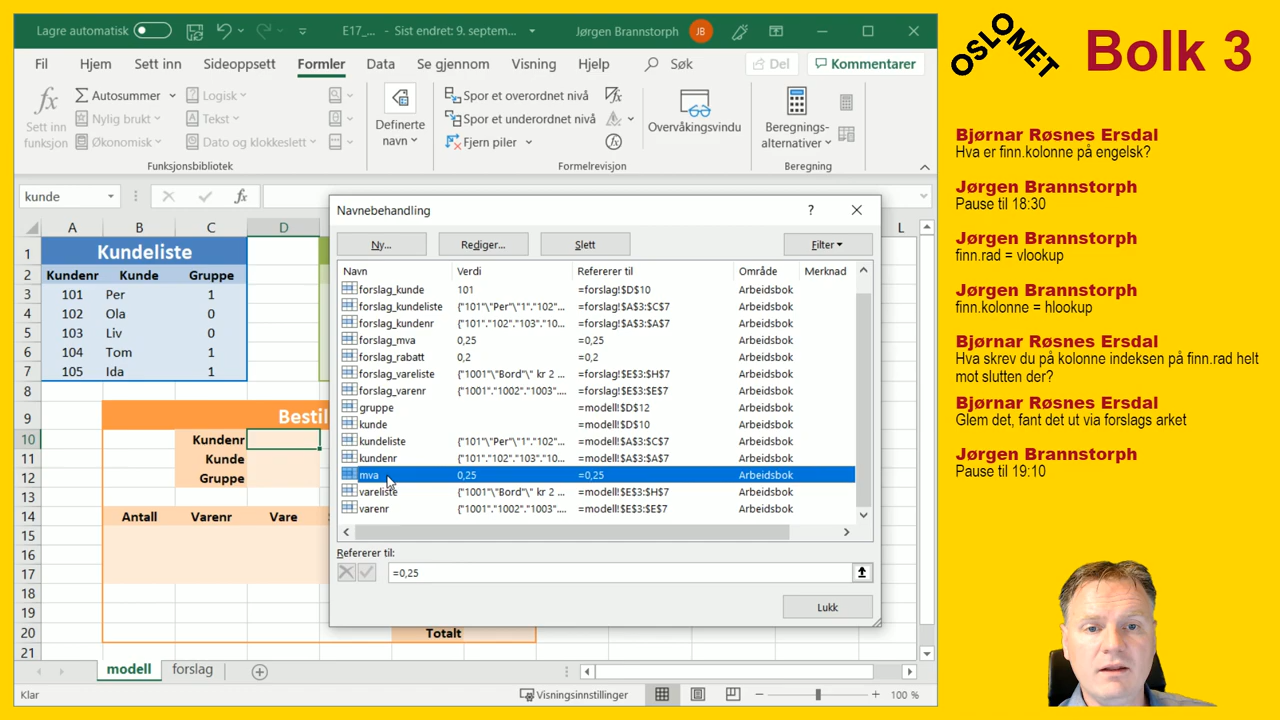 Lagre automatisk
E17_... - Sist endret: 9. septem...
Jørgen Brannstorph JB
Fil Hjem Sett inn Sideoppsett Formler Data Se gjennom Visning Hjelp Søk Del Kommentarer
Sett inn funksjon
Autosummer
Nylig brukt
Økonomisk
Logisk
Tekst
Dato og klokkeslett
Funksjonsbibliotek
Definerte navn
Spor et overordnet nivå
Spor et underordnet nivå
Fjern piler
Formelrevisjon
Overvåkingsvindu
Beregnings-
alternativer
Beregning
kunde
fx
A B C D L
1 Kundeliste
2 Kundenr Kunde Gruppe
3 101 Per 1
4 102 Ola 0
5 103 Liv 0
6 104 Tom 1
7 105 Ida 1
8
9 Bestil
10 Kundenr
11 Kunde
12 Gruppe
13
14 Antall Varenr Vare
15
16
17
18
19
20 Totalt
21
modell forslag
Klar
Visningsinnstillinger
100 %
Navnebehandling
?
Ny... Rediger... Slett Filter
Navn Verdi Refererer til Område Merknad
forslag_kunde 101 =forslag!$D$10 Arbeidsbok
forslag_kundeliste {"101"\"Per"\"1"."102"... =forslag!$A$3:$C$7 Arbeidsbok
forslag_kundenr {"101"."102"."103"."10... =forslag!$A$3:$A$7 Arbeidsbok
forslag_mva 0,25 =0,25 Arbeidsbok
forslag_rabatt 0,2 =0,2 Arbeidsbok
forslag_vareliste {"1001"\"Bord"\" kr 2 ... =forslag!$E$3:$H$7 Arbeidsbok
forslag_varenr {"1001"."1002"."1003"... =forslag!$E$3:$E$7 Arbeidsbok
gruppe =modell!$D$12 Arbeidsbok
kunde =modell!$D$10 Arbeidsbok
kundeliste {"101"\"Per"\"1"."102"... =modell!$A$3:$C$7 Arbeidsbok
kundenr {"101"."102"."103"."10... =modell!$A$3:$A$7 Arbeidsbok
mva 0,25 =0,25 Arbeidsbok
vareliste {"1001"\"Bord"\" kr 2 ... =modell!$E$3:$H$7 Arbeidsbok
varenr {"1001"."1002"."1003"... =modell!$E$3:$E$7 Arbeidsbok
Refererer til:
=0,25
Lukk
OSLOMET
Bolk 3
Bjørnar Røsnes Ersdal
Hva er finn.kolonne på engelsk?
Jørgen Brannstorph
Pause til 18:30
Jørgen Brannstorph
finn.rad = vlookup
Jørgen Brannstorph
finn.kolonne = hlookup
Bjørnar Røsnes Ersdal
Hva skrev du på kolonne indeksen på finn.rad helt
mot slutten der?
Bjørnar Røsnes Ersdal
Glem det, fant det ut via forslags arket
Jørgen Brannstorph
Pause til 19:10